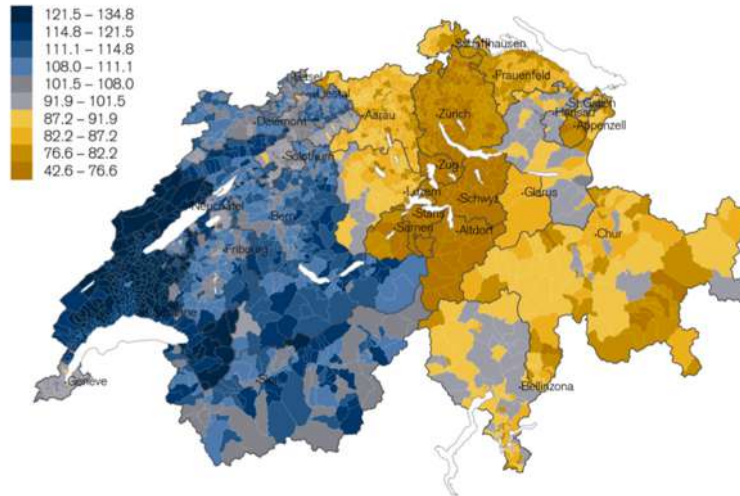 121.5 – 134.8
114.8 – 121.5
111.1 – 114.8
108.0 – 111.1
101.5 – 108.0
91.9 – 101.5
87.2 – 91.9
82.2 – 87.2
76.6 – 82.2
42.6 – 76.6
Schaffhausen
Frauenfeld
Liestal
Delémont
Aarau
Zürich
St.Gallen
Herisau
Appenzell
Solothurn
Zug
Luzern
Neuchâtel
Bern
Schwyz
Glarus
Stans
Sarnen
Altdorf
Chur
Fribourg
Sion
Genève
Bellinzona